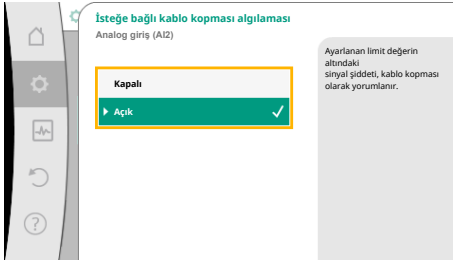 İsteğe bağlı kablo kopması algılaması
Analog giriş (AI2)
Kapalı
Açık
Ayarlanan limit değerin
altındaki
sinyal şiddeti, kablo kopması
olarak yorumlanır.